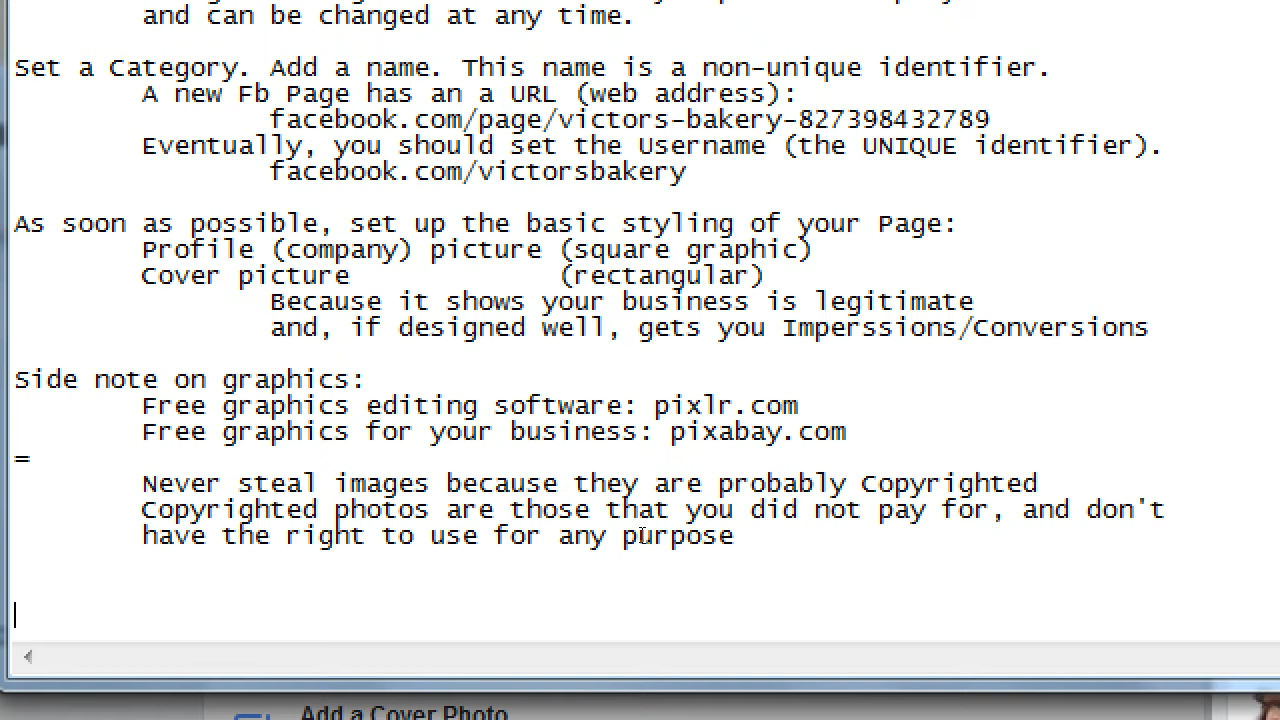 and can be changed at any time.
Set a Category. Add a name. This name is a non-unique identifier.
A new Fb Page has an a URL (web address):
facebook.com/page/victors-bakery-827398432789
Eventually, you should set the Username (the UNIQUE identifier).
facebook.com/victorsbakery
As soon as possible, set up the basic styling of your Page:
Profile (company) picture (square graphic)
Cover picture (rectangular)
Because it shows your business is legitimate
and, if designed well, gets you Imperssions/Conversions
Side note on graphics:
Free graphics editing software: pixlr.com
Free graphics for your business: pixabay.com
=
Never steal images because they are probably Copyrighted
Copyrighted photos are those that you did not pay for, and don't
have the right to use for any purpose
Add a Cover Photo